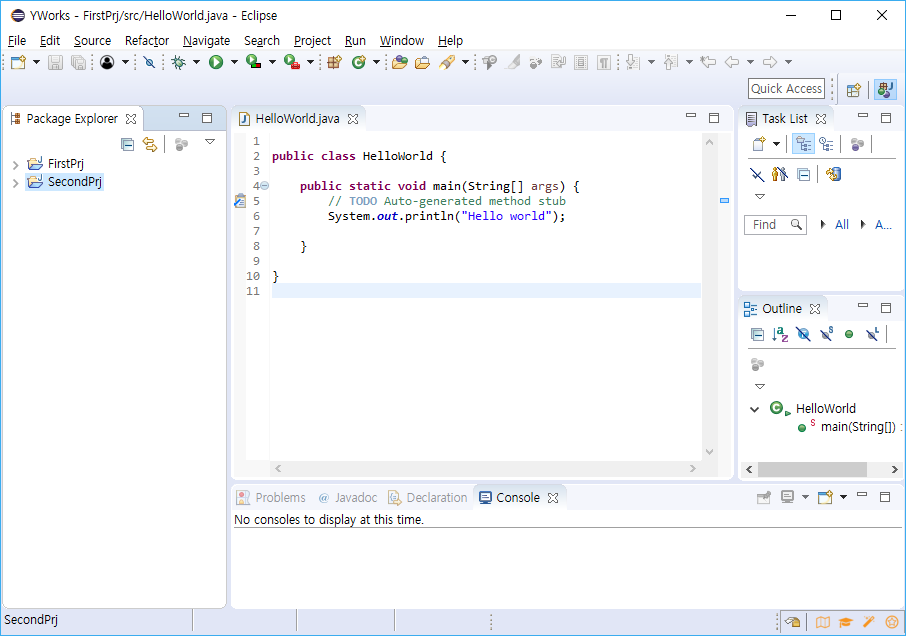 YWorks - FirstPrj/src/HelloWorld.java - Eclipse
File Edit Source Refactor Navigate Search Project Run Window Help
Quick Access
Package Explorer
FirstPrj
SecondPrj
HelloWorld.java
1
2 public class HelloWorld {
3
4 public static void main(String[] args) {
5 // TODO Auto-generated method stub
6 System.out.println("Hello world");
7
8 }
9
10 }
11
Task List
Find All A...
Outline
HelloWorld
main(String[]) :
Problems @ Javadoc Declaration Console
No consoles to display at this time.
SecondPrj